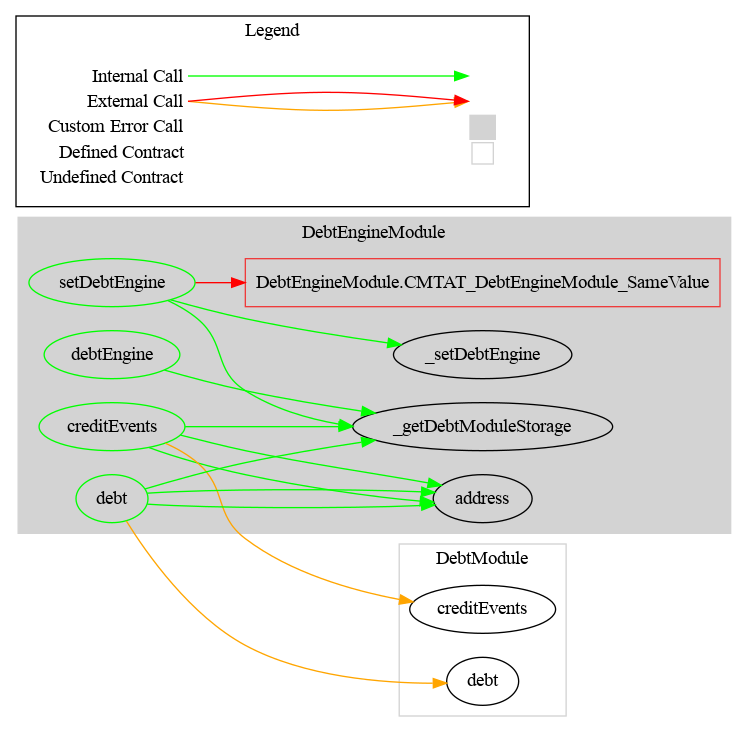 Legend
Internal Call
External Call
Custom Error Call
Defined Contract
Undefined Contract
DebtEngineModule
setDebtEngine
DebtEngineModule.CMTAT_DebtEngineModule_SameValue
debtEngine
_setDebtEngine
creditEvents
_getDebtModuleStorage
debt
address
DebtModule
creditEvents
debt